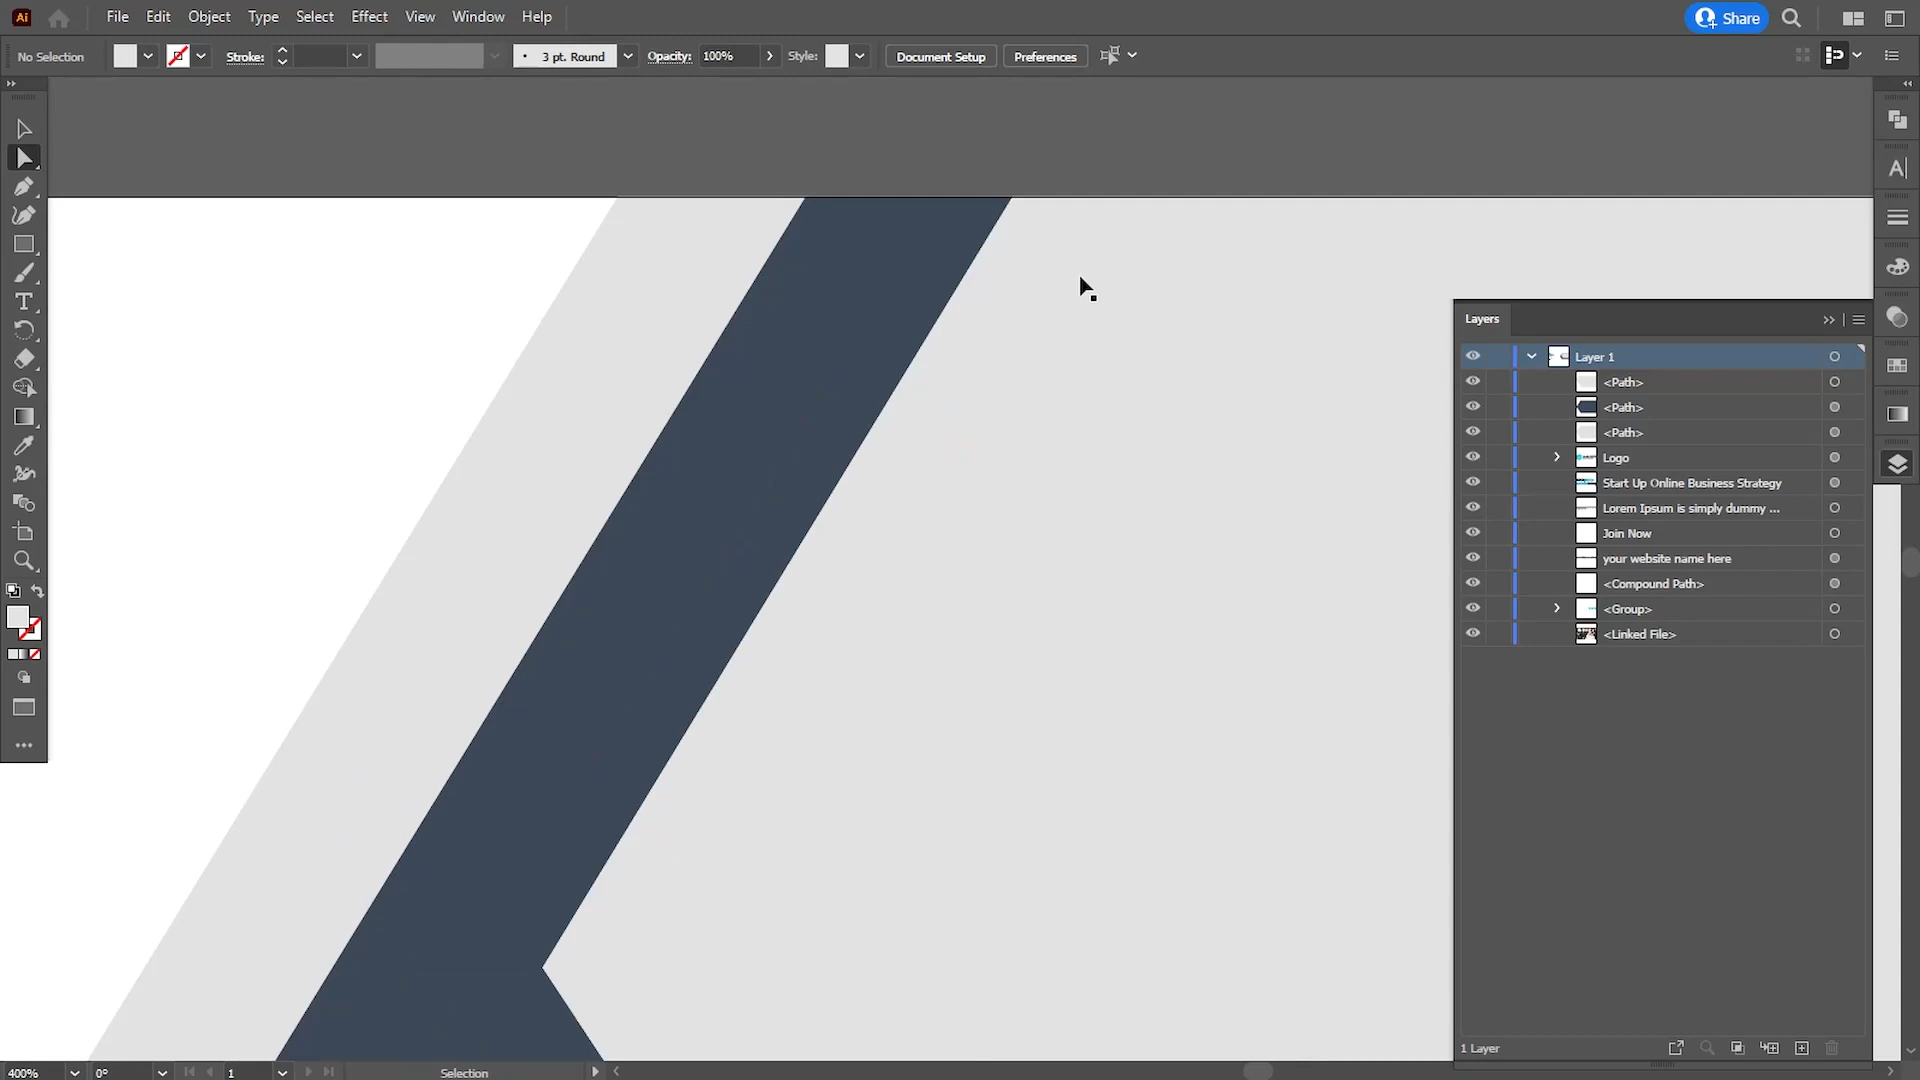 Ai File Edit Object Type Select Effect View Window Help Share
No Selection Stroke: 3 pt. Round Opacity: 100% Style: Document Setup Preferences
Layers
Layer 1
<Path>
<Path>
<Path>
Logo
Start Up Online Business Strategy
Lorem Ipsum is simply dummy ...
Join Now
your website name here
<Compound Path>
<Group>
<Linked File>
1 Layer
400% 0° 1 Selection